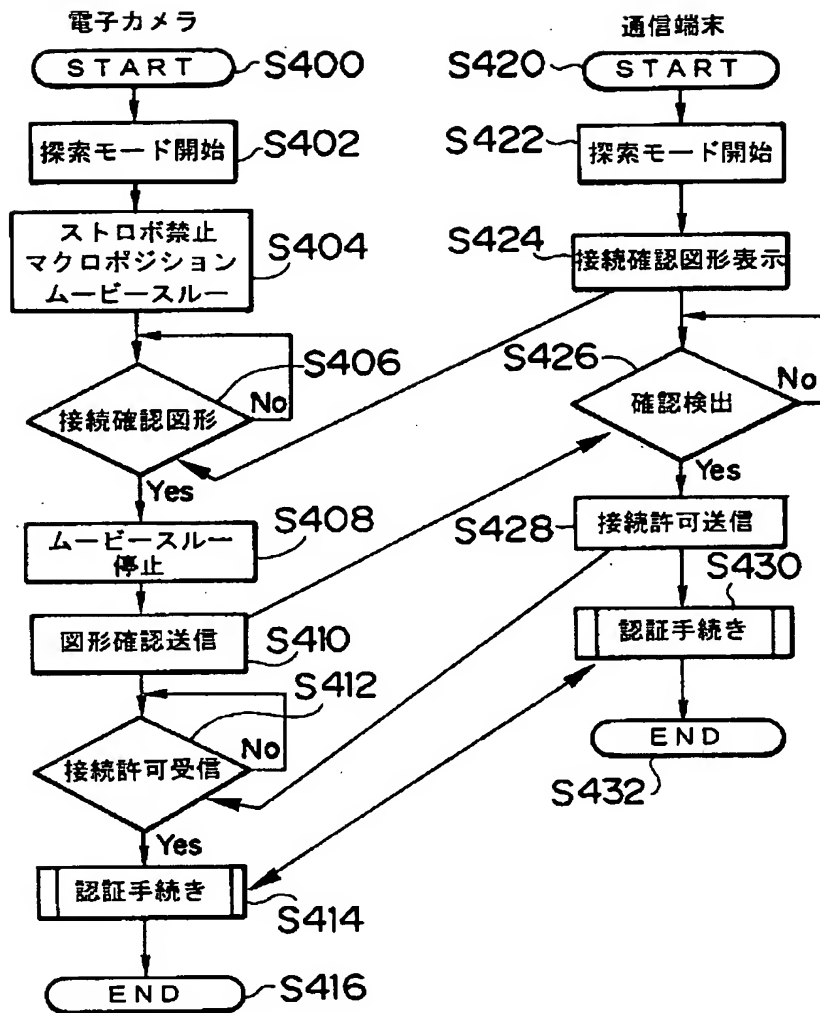 電子カメラ
START
S400
探索モード開始
S402
ストロボ禁止
マクロポジション
ムービースルー
S404
S406
接続確認図形
No
Yes
ムービースルー
停止
S408
図形確認送信
S410
S412
接続許可受信
No
Yes
認証手続き
S414
END
S416
通信端末
S420
START
S422
探索モード開始
S424
接続確認図形表示
S426
確認検出
No
Yes
S428
接続許可送信
S430
認証手続き
END
S432